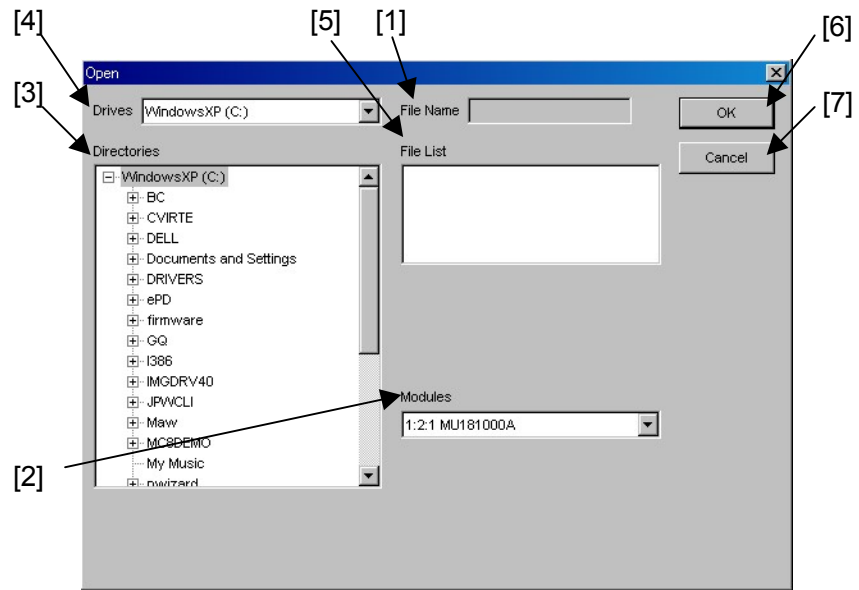 [4] [5] [1] [6]
Open
[3] Drives WindowsXP (C:) File Name OK [7]
Directories File List Cancel
WindowsXP (C:)
BC
CVIRTE
DELL
Documents and Settings
DRIVERS
ePD
firmware
GQ
I386
IMGDRV40
JPWCLI
Modules
Maw
1:2:1 MU181000A
MC8DEMO
My Music
[2]
pwizard